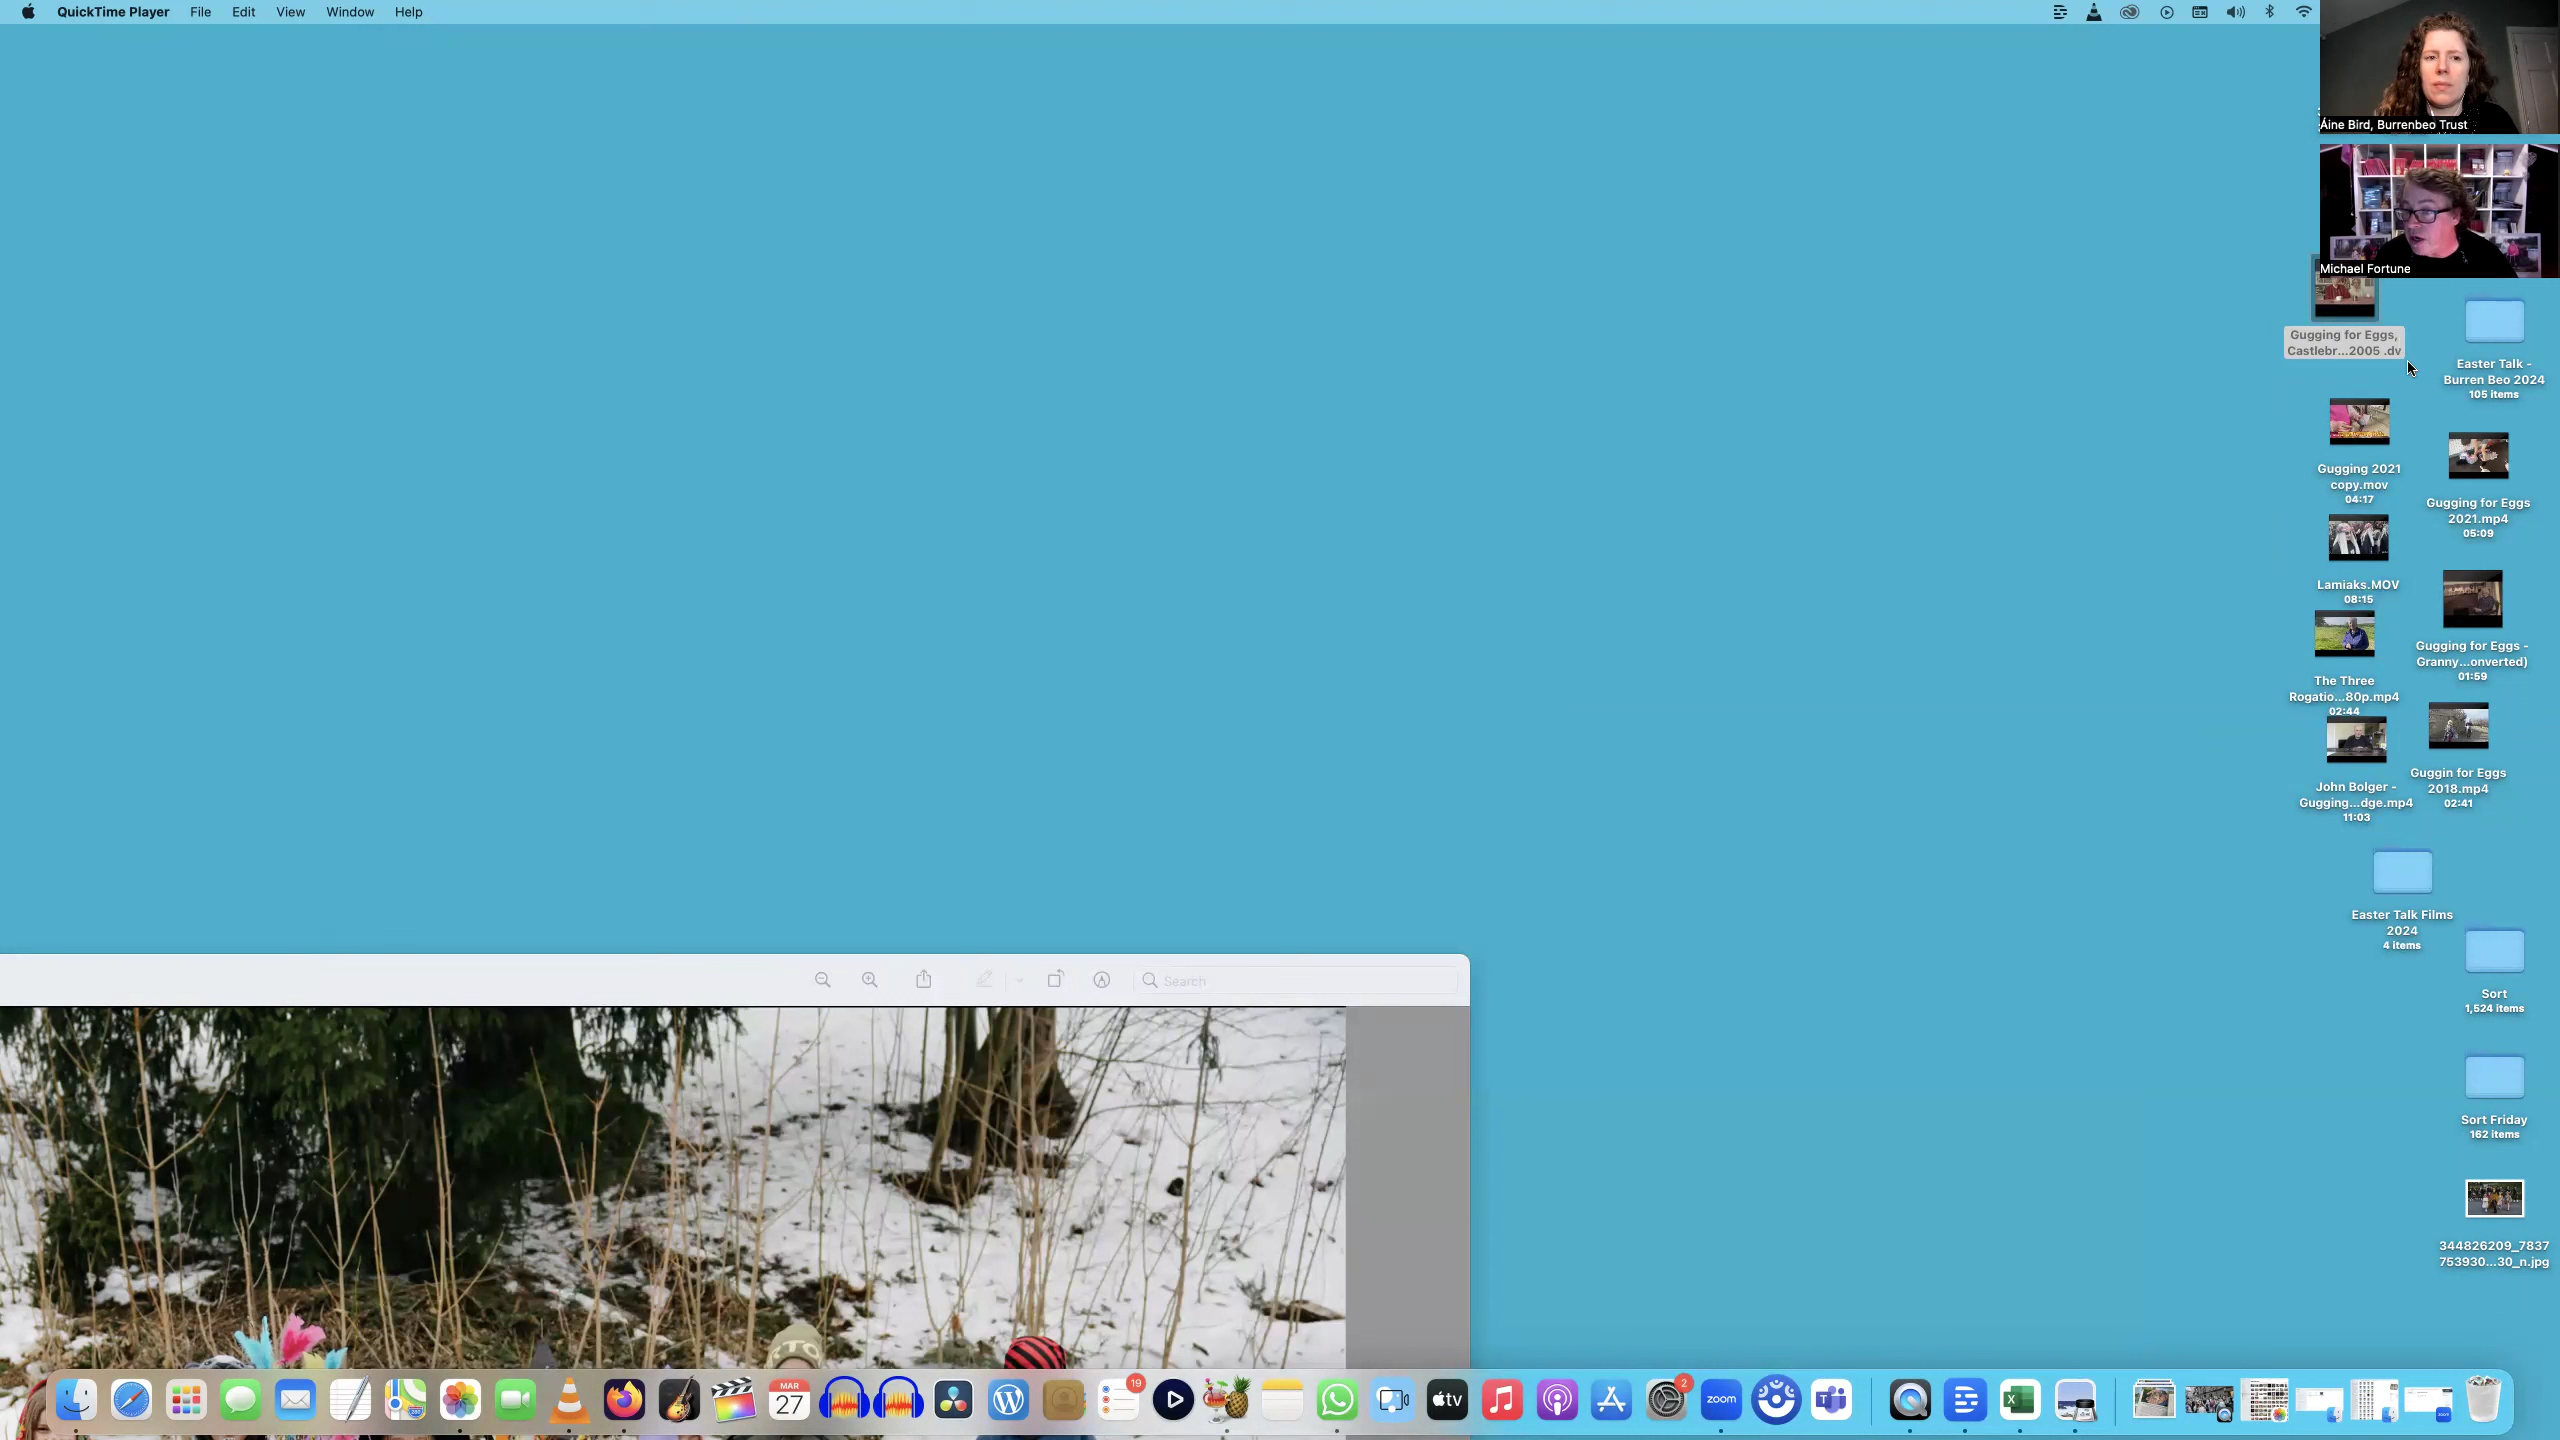 QuickTime Player File Edit View Window Help
Áine Bird, Burrenbeo Trust
Michael Fortune
Gugging for Eggs,
Castlebr...2005 .dv
Easter Talk -
Burren Beo 2024
105 items
Gugging 2021
copy.mov
04:17
Gugging for Eggs
2021.mp4
05:09
Lamiaks.MOV
08:15
Gugging for Eggs -
Granny...onverted)
01:59
The Three
Rogatio...80p.mp4
02:44
Guggin for Eggs
2018.mp4
02:41
John Bolger -
Gugging...dge.mp4
11:03
Easter Talk Films
2024
4 items
Sort
1,524 items
Sort Friday
162 items
344826209_7837
753930...30_n.jpg
Search
MAR
27
19
tv
2
zoom